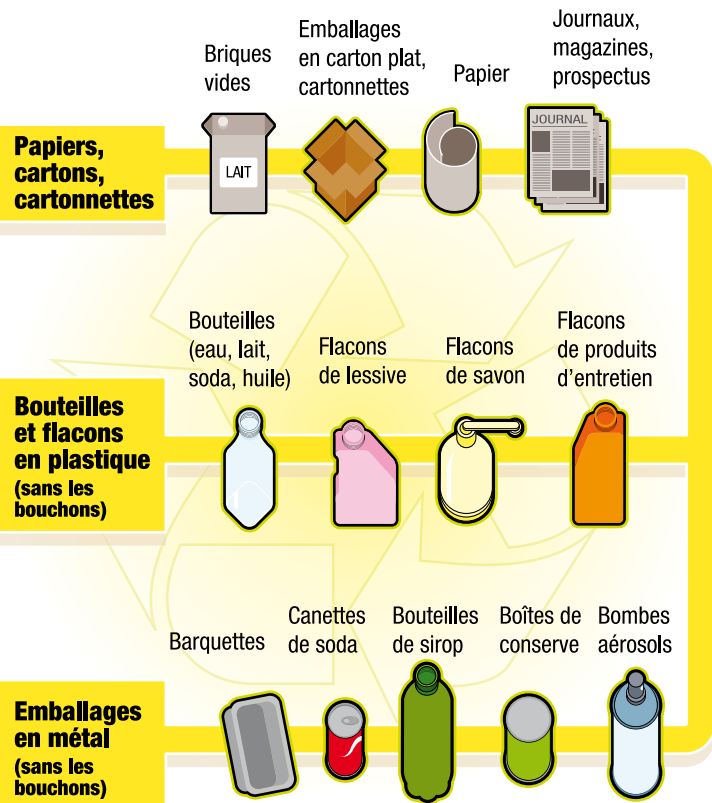 Briques
vides
Emballages
en carton plat,
cartonnettes
Papier
Journaux,
magazines,
prospectus
Papiers,
cartons,
cartonnettes
LAIT
JOURNAL
Bouteilles
(eau, lait,
soda, huile)
Flacons
de lessive
Flacons
de savon
Flacons
de produits
d'entretien
Bouteilles
et flacons
en plastique
(sans les
bouchons)
Barquettes
Canettes
de soda
Bouteilles
de sirop
Boîtes de
conserve
Bombes
aérosols
Emballages
en métal
(sans les
bouchons)